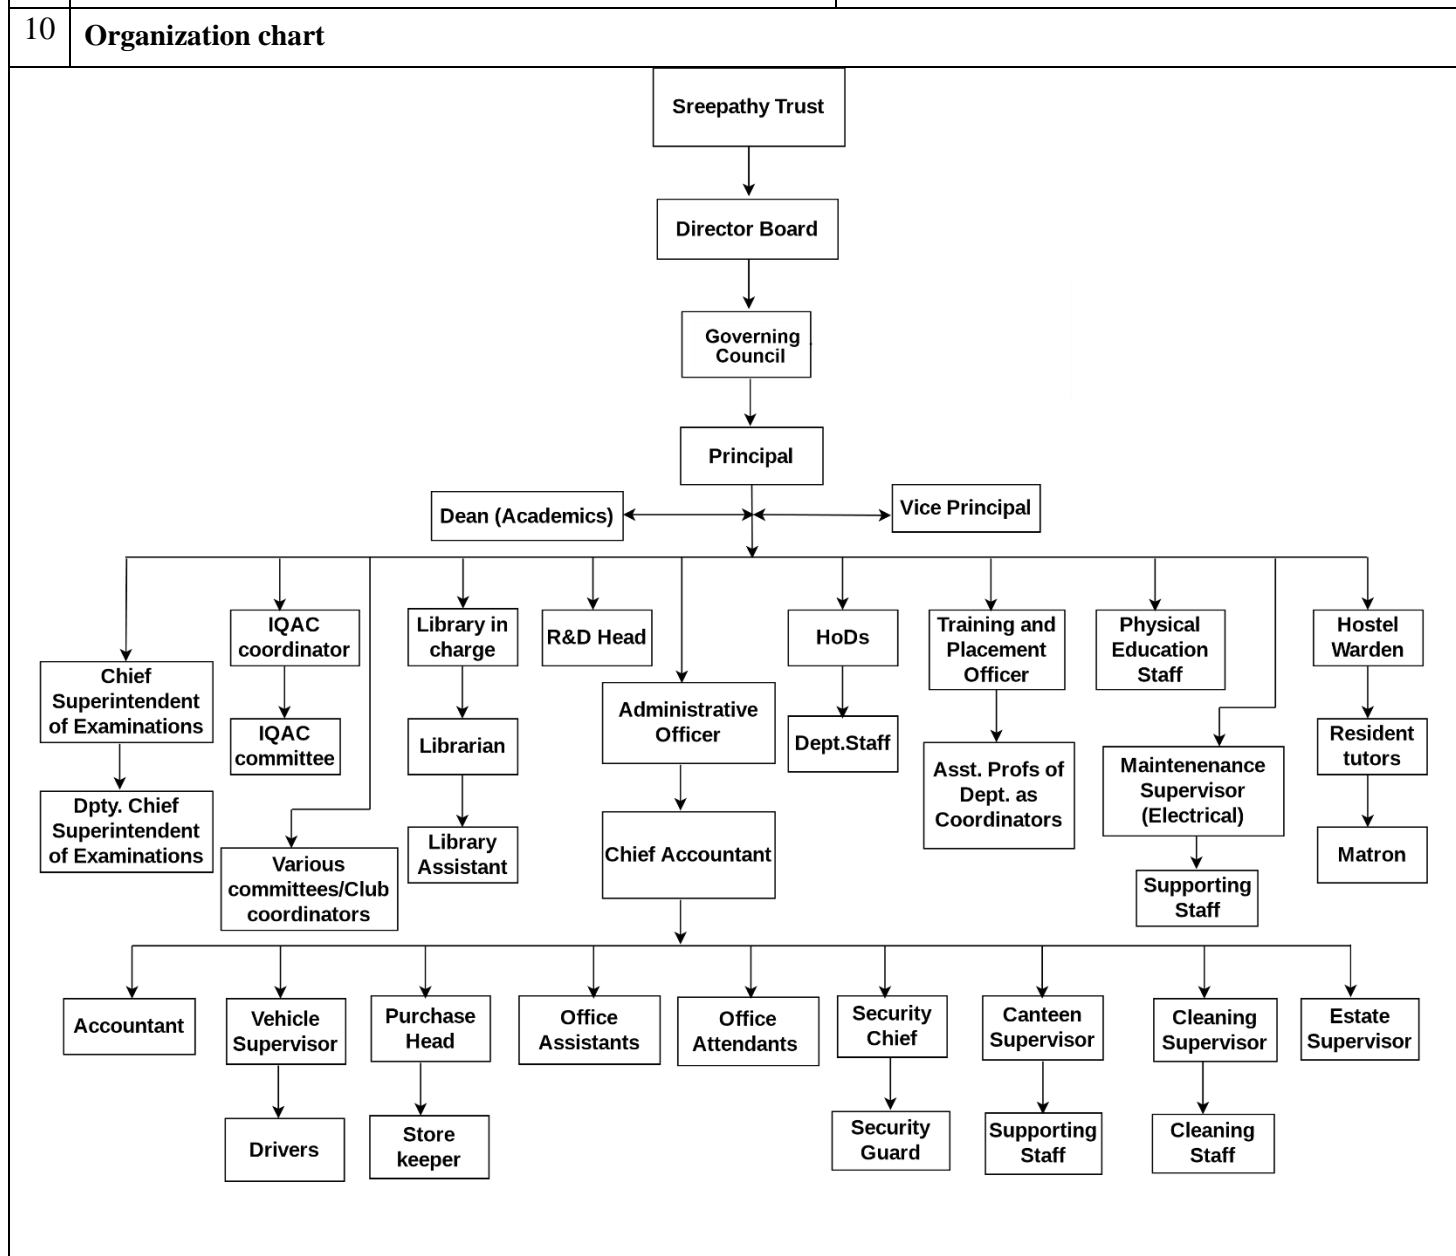 10
Organization chart
Sreepathy Trust
Director Board
Governing
Council
Principal
Dean (Academics)
Vice Principal
Chief
Superintendent
of Examinations
Dpty. Chief
Superintendent
of Examinations
IQAC
coordinator
IQAC
committee
Various
committees/Club
coordinators
Library in
charge
Librarian
Library
Assistant
R&D Head
Administrative
Officer
Chief Accountant
HoDs
Dept.Staff
Training and
Placement
Officer
Asst. Profs of
Dept. as
Coordinators
Physical
Education
Staff
Maintenenance
Supervisor
(Electrical)
Supporting
Staff
Hostel
Warden
Resident
tutors
Matron
Accountant
Vehicle
Supervisor
Drivers
Purchase
Head
Store
keeper
Office
Assistants
Office
Attendants
Security
Chief
Security
Guard
Canteen
Supervisor
Supporting
Staff
Cleaning
Supervisor
Cleaning
Staff
Estate
Supervisor